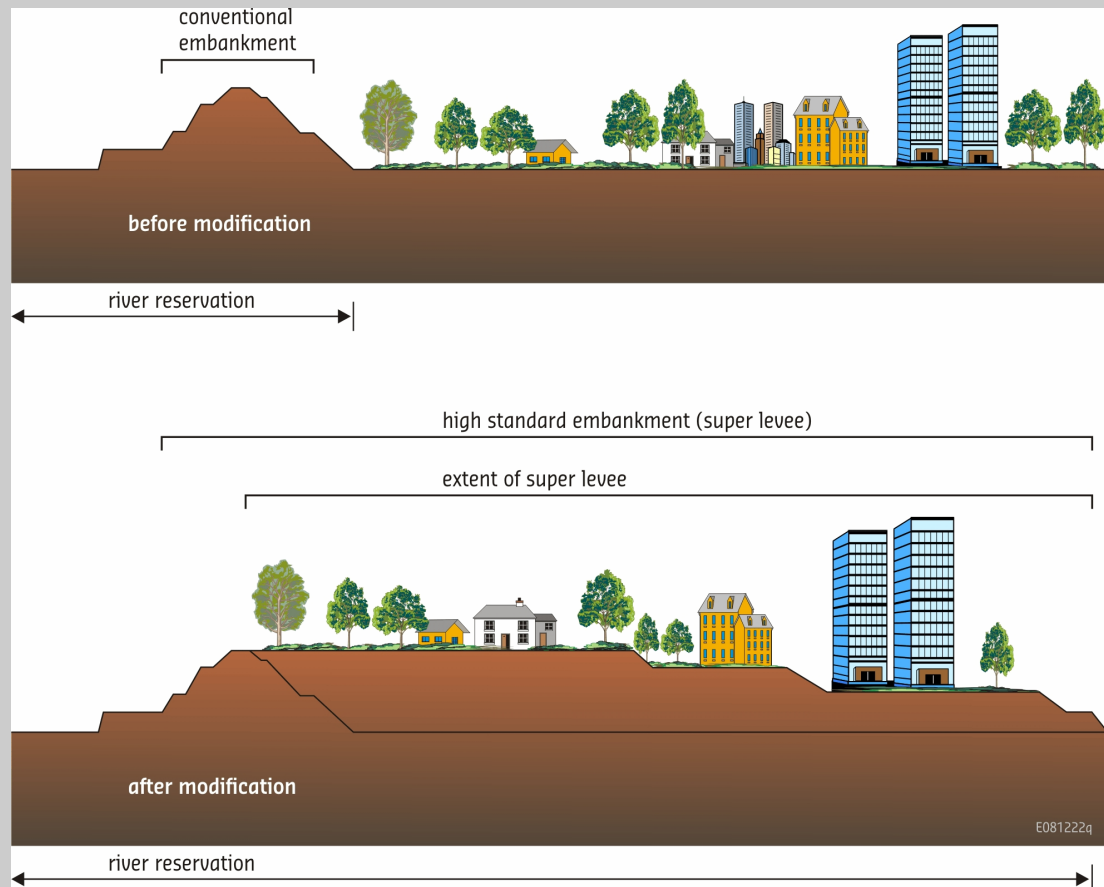 conventional
embankment
before modification
river reservation
high standard embankment (super levee)
extent of super levee
after modification
E081222q
river reservation